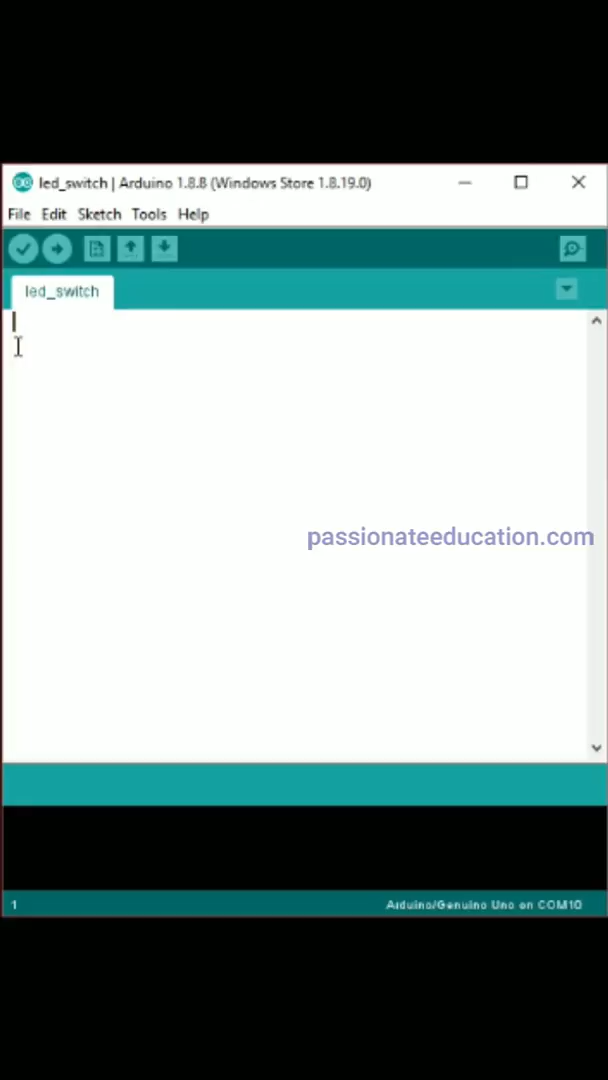 led_switch | Arduino 1.8.8 (Windows Store 1.8.19.0)
File Edit Sketch Tools Help
led_switch
passionateeducation.com
1 Arduino/Genuino Uno on COM10